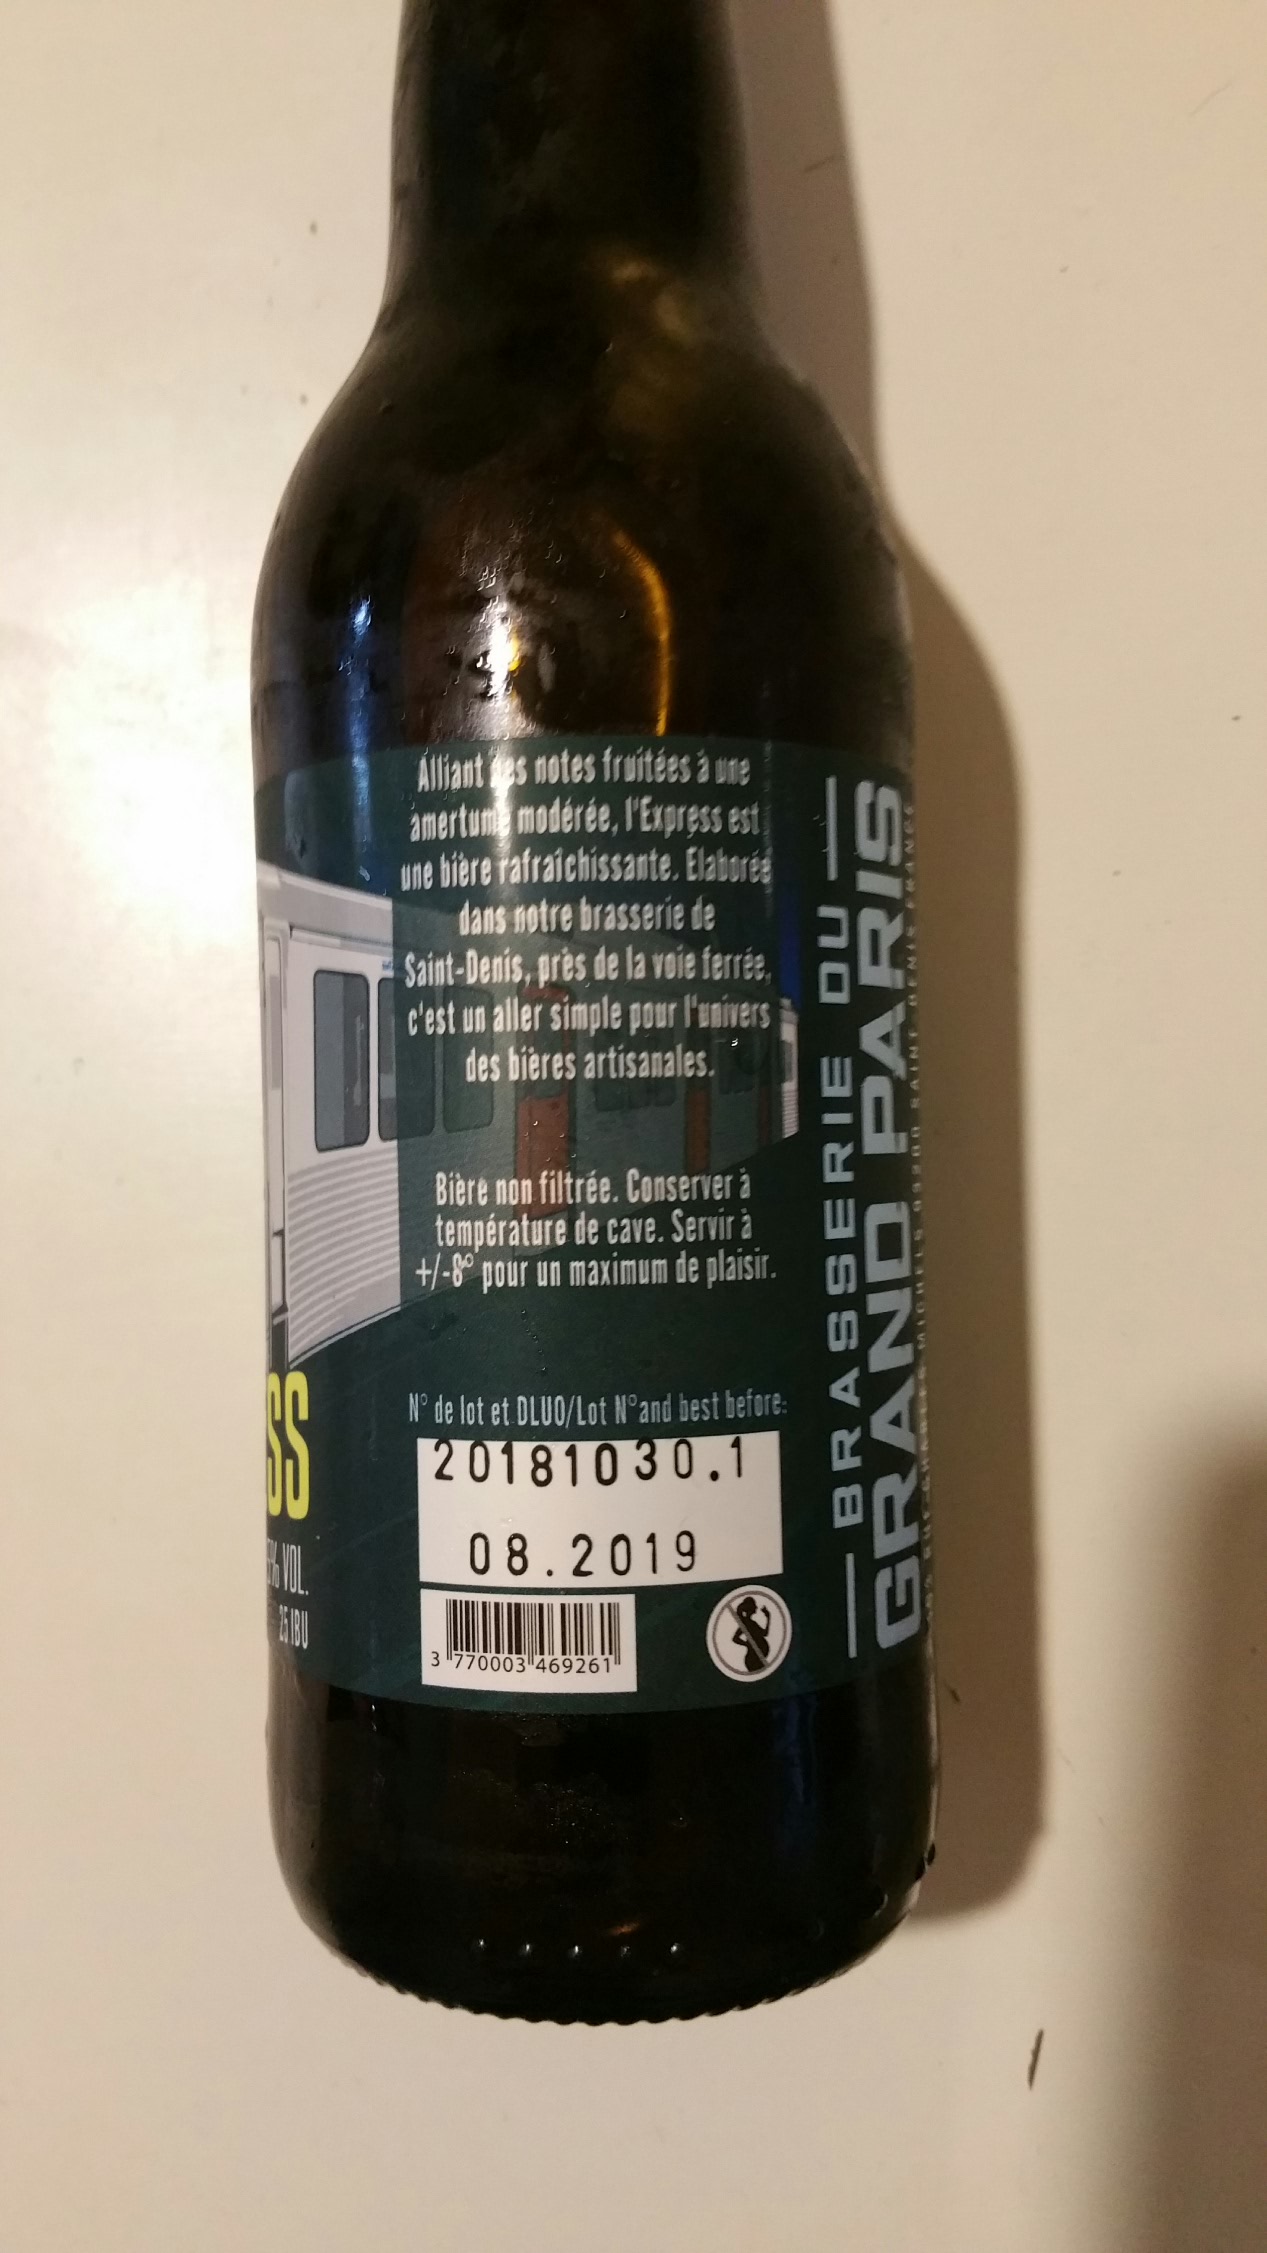 Alliant des notes fruitées à une
amertume modérée, l'Express est
une bière rafraîchissante. Elaborée
dans notre brasserie de
Saint-Denis, près de la voie ferrée,
c'est un aller simple pour l'univers
des bières artisanales.
Bière non filtrée. Conserver à
température de cave. Servir à
+/-8° pour un maximum de plaisir.
N° de lot et DLUO/Lot N°and best before:
20181030.1
08.2019
3 770003 469261
SS
% VOL.
25 IBU
BRASSERIE DU
GRAND PARIS